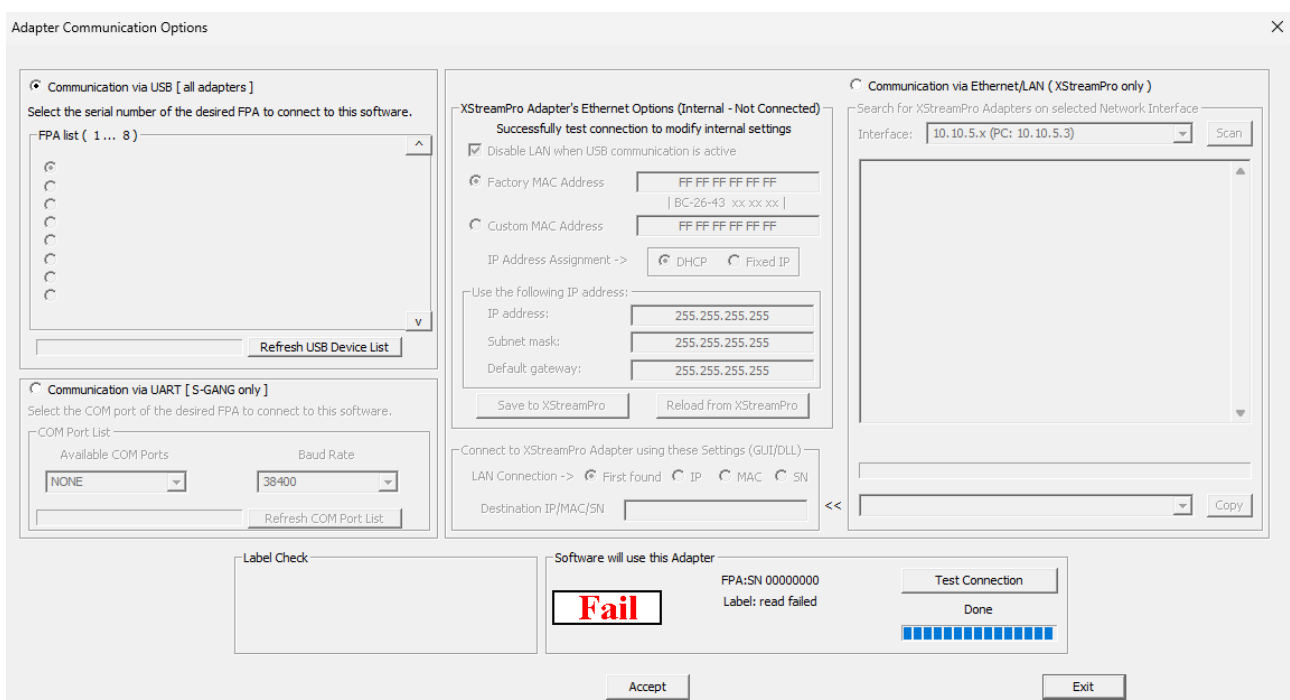 Adapter Communication Options
Communication via USB [ all adapters ]
Select the serial number of the desired FPA to connect to this software.
FPA list ( 1 ... 8 )
^
v
Refresh USB Device List
Communication via UART [ S-GANG only ]
Select the COM port of the desired FPA to connect to this software.
COM Port List
Available COM Ports
Baud Rate
NONE
38400
Refresh COM Port List
XStreamPro Adapter's Ethernet Options (Internal - Not Connected)
Successfully test connection to modify internal settings
Disable LAN when USB communication is active
Factory MAC Address
FF FF FF FF FF FF
| BC-26-43 xx xx xx |
Custom MAC Address
FF FF FF FF FF FF
IP Address Assignment ->
DHCP
Fixed IP
Use the following IP address:
IP address:
255.255.255.255
Subnet mask:
255.255.255.255
Default gateway:
255.255.255.255
Save to XStreamPro
Reload from XStreamPro
Connect to XStreamPro Adapter using these Settings (GUI/DLL)
LAN Connection ->
First found
IP
MAC
SN
Destination IP/MAC/SN
<<
Communication via Ethernet/LAN ( XStreamPro only )
Search for XStreamPro Adapters on selected Network Interface
Interface:
10.10.5.x (PC: 10.10.5.3)
Scan
Copy
Label Check
Software will use this Adapter
Fail
FPA:SN 00000000
Label: read failed
Test Connection
Done
Accept
Exit